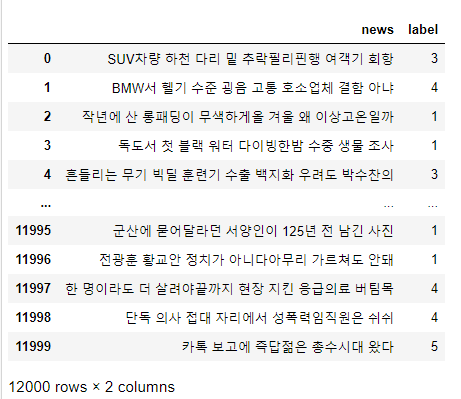 news label
0 SUV차량 하천 다리 밑 추락필리핀행 여객기 회항 3
1 BMW서 헬기 수준 굉음 고통 호소업체 결함 아냐 4
2 작년에 산 롱패딩이 무색하게올 겨울 왜 이상고온일까 1
3 독도서 첫 블랙 워터 다이빙한밤 수중 생물 조사 1
4 흔들리는 무기 빅딜 훈련기 수출 백지화 우려도 박수찬의 3
... ... ...
11995 군산에 묻어달라던 서양인이 125년 전 남긴 사진 1
11996 전광훈 황교안 정치가 아니다아무리 가르쳐도 안돼 1
11997 한 명이라도 더 살려야끝까지 현장 지킨 응급의료 버팀목 4
11998 단독 의사 접대 자리에서 성폭력임직원은 쉬쉬 4
11999 카톡 보고에 즉답젊은 총수시대 왔다 5
12000 rows × 2 columns